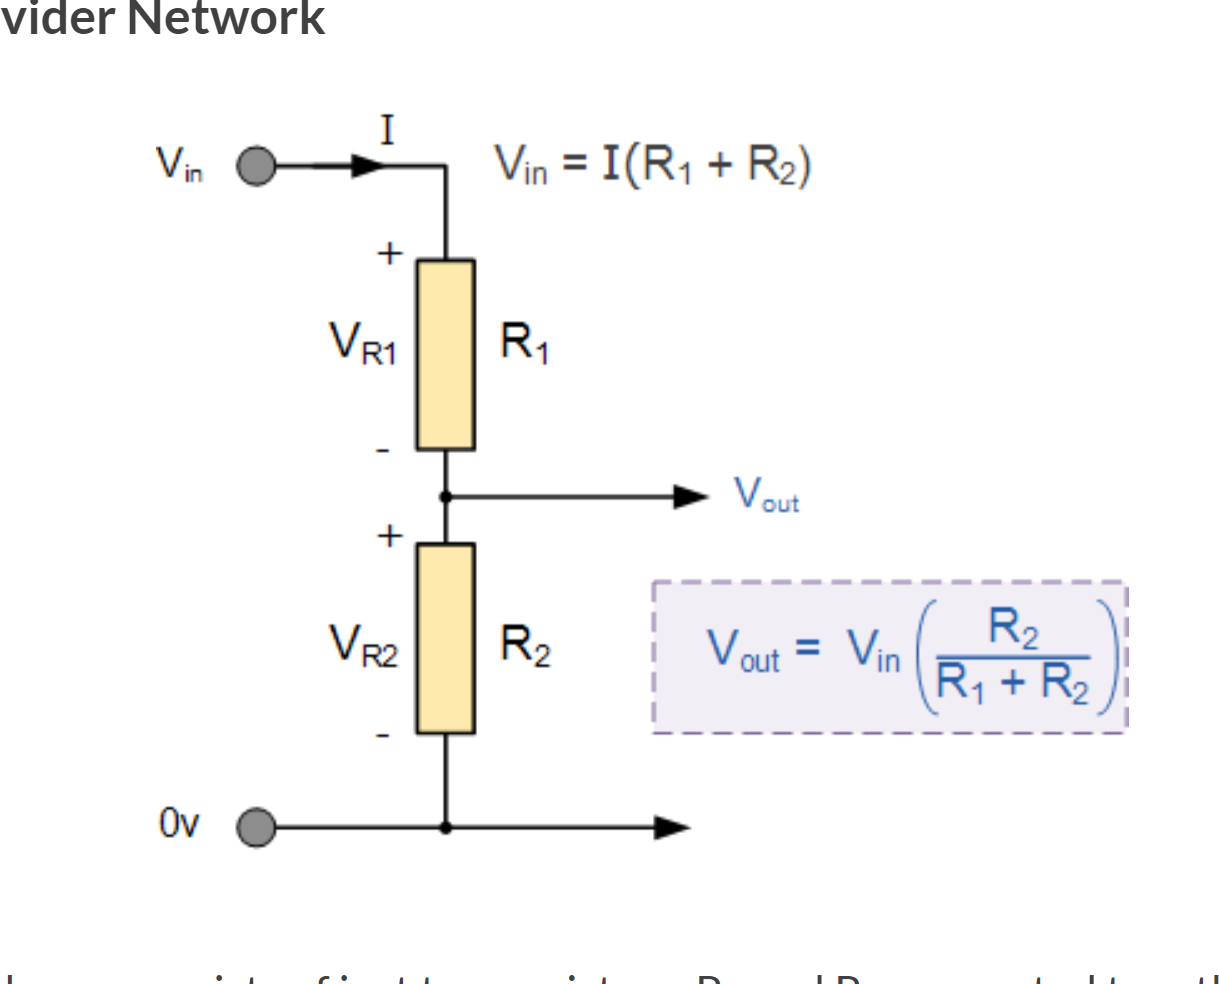 vider Network
I
Vin
Vin = I(R1 + R2)
+
VR1
R1
-
Vout
+
VR2
R2
Vout = Vin (R2 / R1 + R2)
-
0v